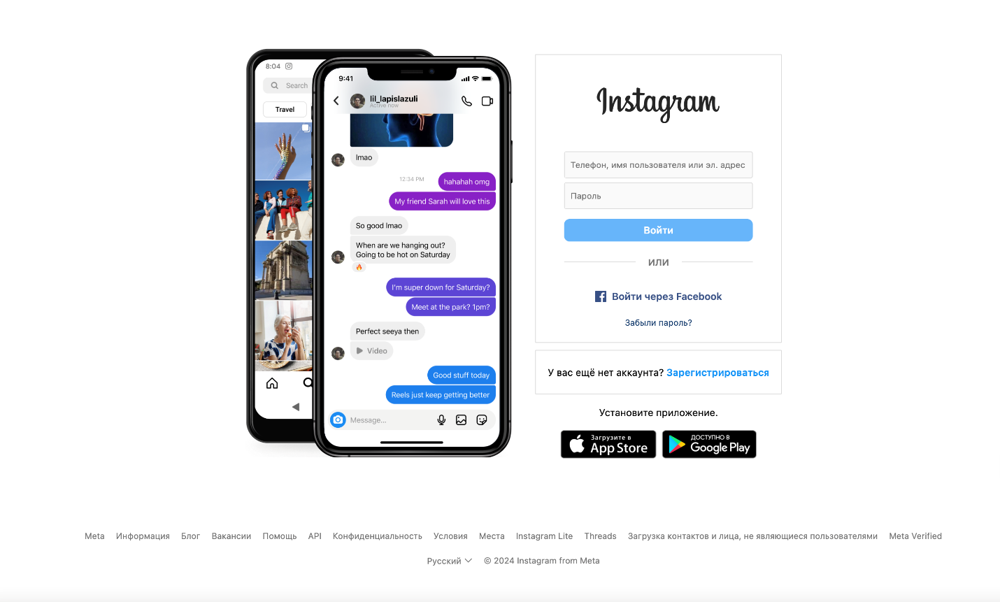 8:04
Search
Travel
9:41
lil_lapislazuli
Active now
lmao
12:34 PM
hahahah omg
My friend Sarah will love this
So good lmao
When are we hanging out?
Going to be hot on Saturday
I'm super down for Saturday?
Meet at the park? 1pm?
Perfect seeya then
Video
Good stuff today
Reels just keep getting better
Message...
Instagram
Телефон, имя пользователя или эл. адрес
Пароль
Войти
ИЛИ
Войти через Facebook
Забыли пароль?
У вас ещё нет аккаунта? Зарегистрироваться
Установите приложение.
Загрузите в
App Store
ДОСТУПНО В
Google Play
Meta Информация Блог Вакансии Помощь API Конфиденциальность Условия Места Instagram Lite Threads Загрузка контактов и лица, не являющиеся пользователями Meta Verified
Русский © 2024 Instagram from Meta